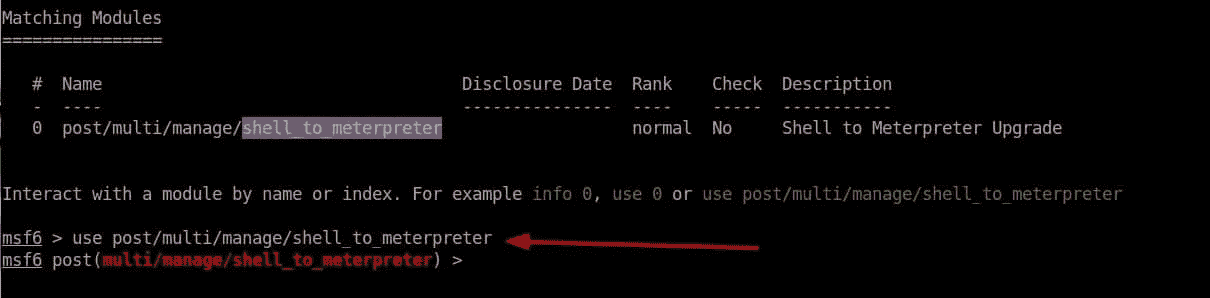 Matching Modules
================
#  Name                                     Disclosure Date  Rank    Check  Description
-  ----                                     ---------------  ----    -----  -----------
0  post/multi/manage/shell_to_meterpreter                    normal  No     Shell to Meterpreter Upgrade
Interact with a module by name or index. For example info 0, use 0 or use post/multi/manage/shell_to_meterpreter
msf6 > use post/multi/manage/shell_to_meterpreter
msf6 post(multi/manage/shell_to_meterpreter) >